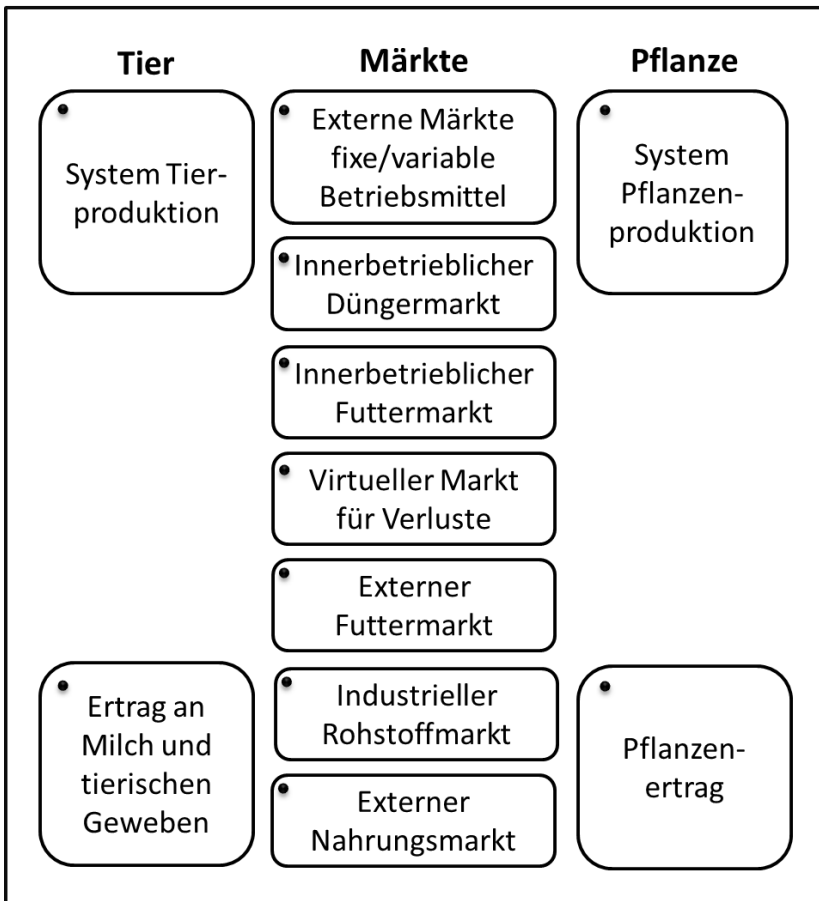 Tier
Märkte
Pflanze
System Tier-
produktion
Externe Märkte
fixe/variable
Betriebsmittel
System
Pflanzen-
produktion
Innerbetrieblicher
Düngermarkt
Innerbetrieblicher
Futtermarkt
Virtueller Markt
für Verluste
Externer
Futtermarkt
Ertrag an
Milch und
tierischen
Geweben
Industrieller
Rohstoffmarkt
Externer
Nahrungsmarkt
Pflanzen-
ertrag